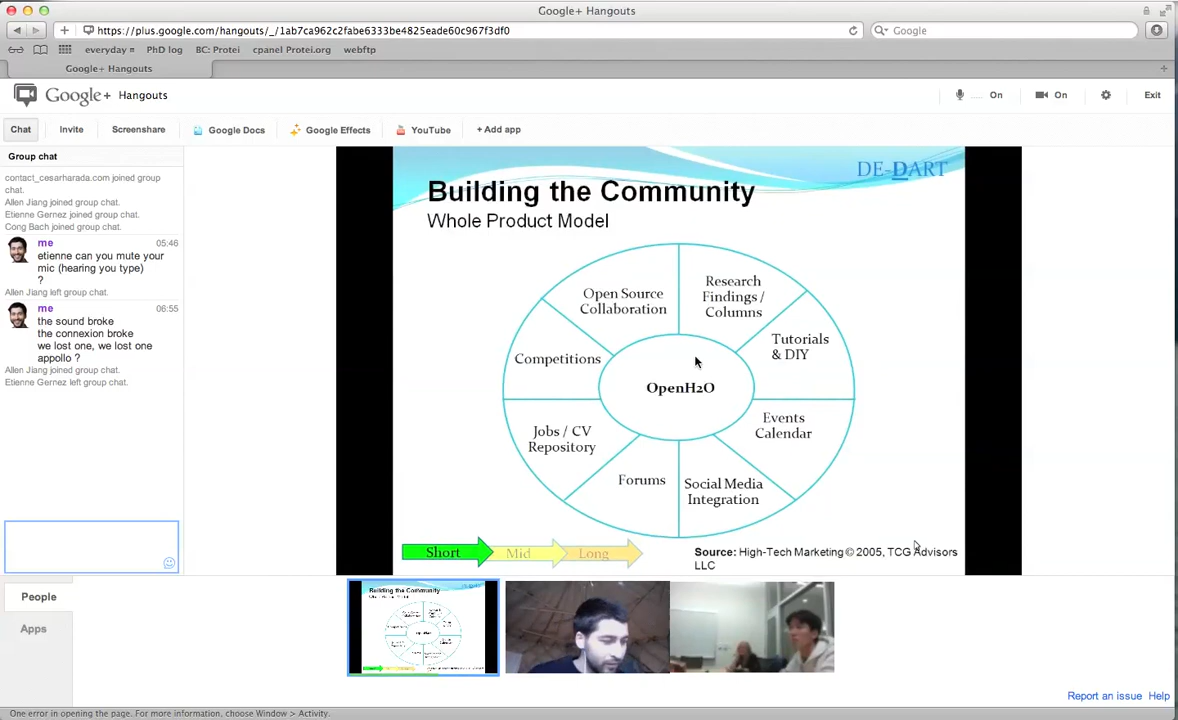 Google+ Hangouts
https://plus.google.com/hangouts/_/1ab7ca962c2fabe6333be4825eade60c967f3df0
Google
everyday
PhD log
BC: Protei
cpanel Protei.org
webftp
Google+ Hangouts
Google+ Hangouts
On
On
Exit
Chat
Invite
Screenshare
Google Docs
Google Effects
YouTube
+ Add app
Group chat
contact_cesarharada.com joined group
chat.
Allen Jiang joined group chat.
Etienne Gernez joined group chat.
Cong Bach joined group chat.
me 05:46
etienne can you mute your
mic (hearing you type)
?
Allen Jiang left group chat.
me 06:55
the sound broke
the connexion broke
we lost one, we lost one
appollo ?
Allen Jiang joined group chat.
Etienne Gernez left group chat.
DE-DART
Building the Community
Whole Product Model
Open Source
Collaboration
Research
Findings /
Columns
Tutorials
& DIY
Competitions
OpenH2O
Events
Calendar
Jobs / CV
Repository
Forums
Social Media
Integration
Short
Mid
Long
Source: High-Tech Marketing © 2005, TCG Advisors
LLC
People
Apps
Building the Community
Report an issue Help
One error in opening the page. For more information, choose Window > Activity.